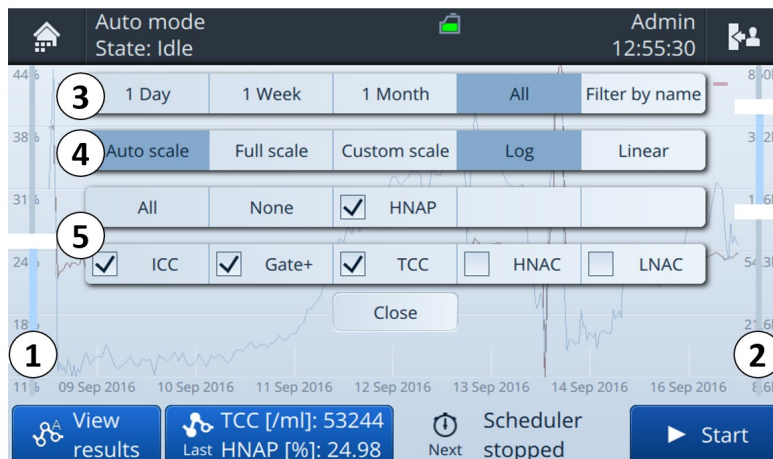 Auto mode
State: Idle
Admin
12:55:30
3
1 Day
1 Week
1 Month
All
Filter by name
4
Auto scale
Full scale
Custom scale
Log
Linear
5
All
None
HNAP
ICC
Gate+
TCC
HNAC
LNAC
Close
1
2
09 Sep 2016
10 Sep 2016
11 Sep 2016
12 Sep 2016
13 Sep 2016
14 Sep 2016
16 Sep 2016
A
View
results
TCC [/ml]: 53244
Last HNAP [%]: 24.98
Next
Scheduler
stopped
Start